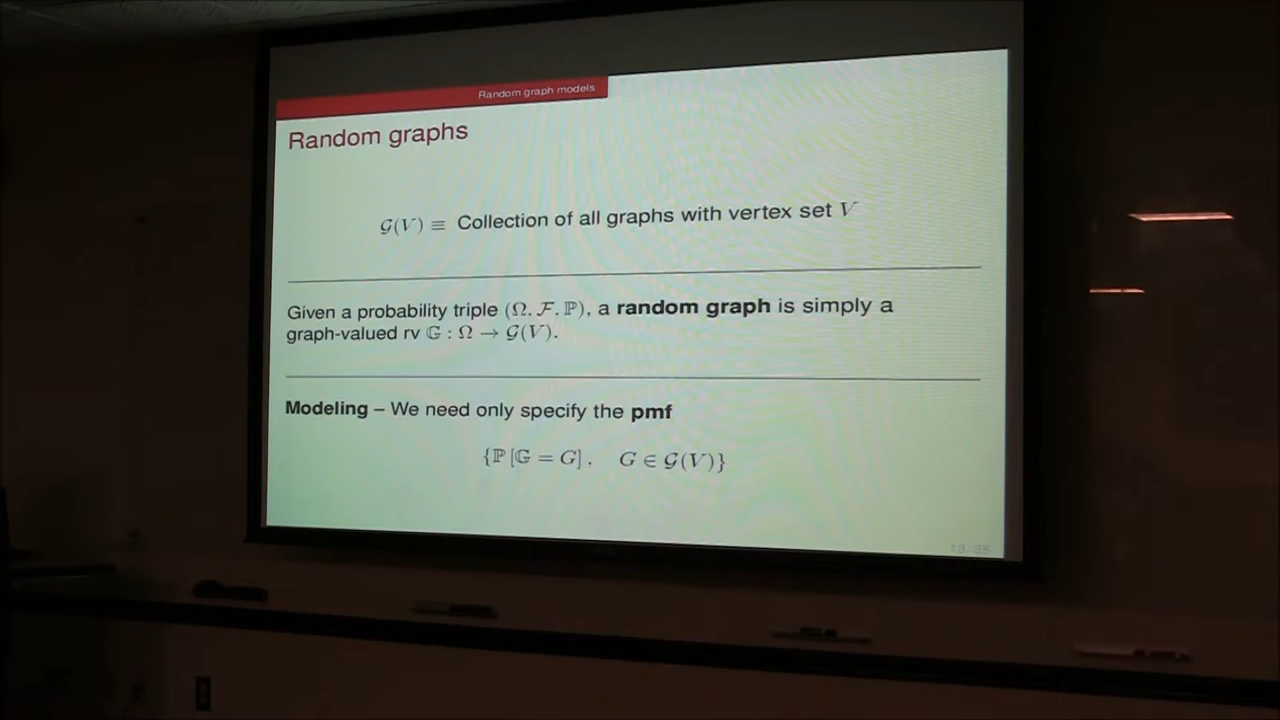 Random graph models
Random graphs
𝒢(V) ≡ Collection of all graphs with vertex set V
Given a probability triple (Ω, ℱ, ℙ), a random graph is simply a
graph-valued rv 𝔾 : Ω → 𝒢(V).
Modeling – We need only specify the pmf
{ℙ [𝔾 = G] , G ∈ 𝒢(V)}